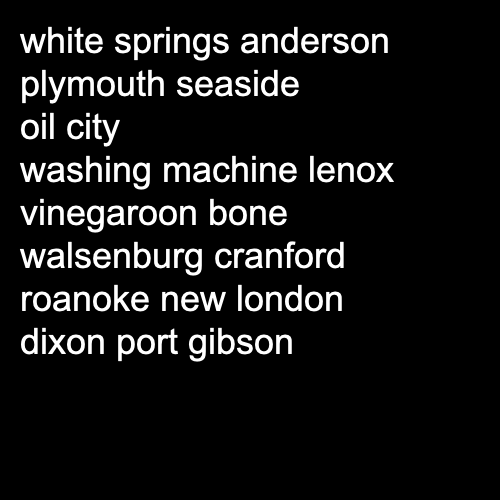 white springs anderson
plymouth seaside
oil city
washing machine lenox
vinegaroon bone
walsenburg cranford
roanoke new london
dixon port gibson